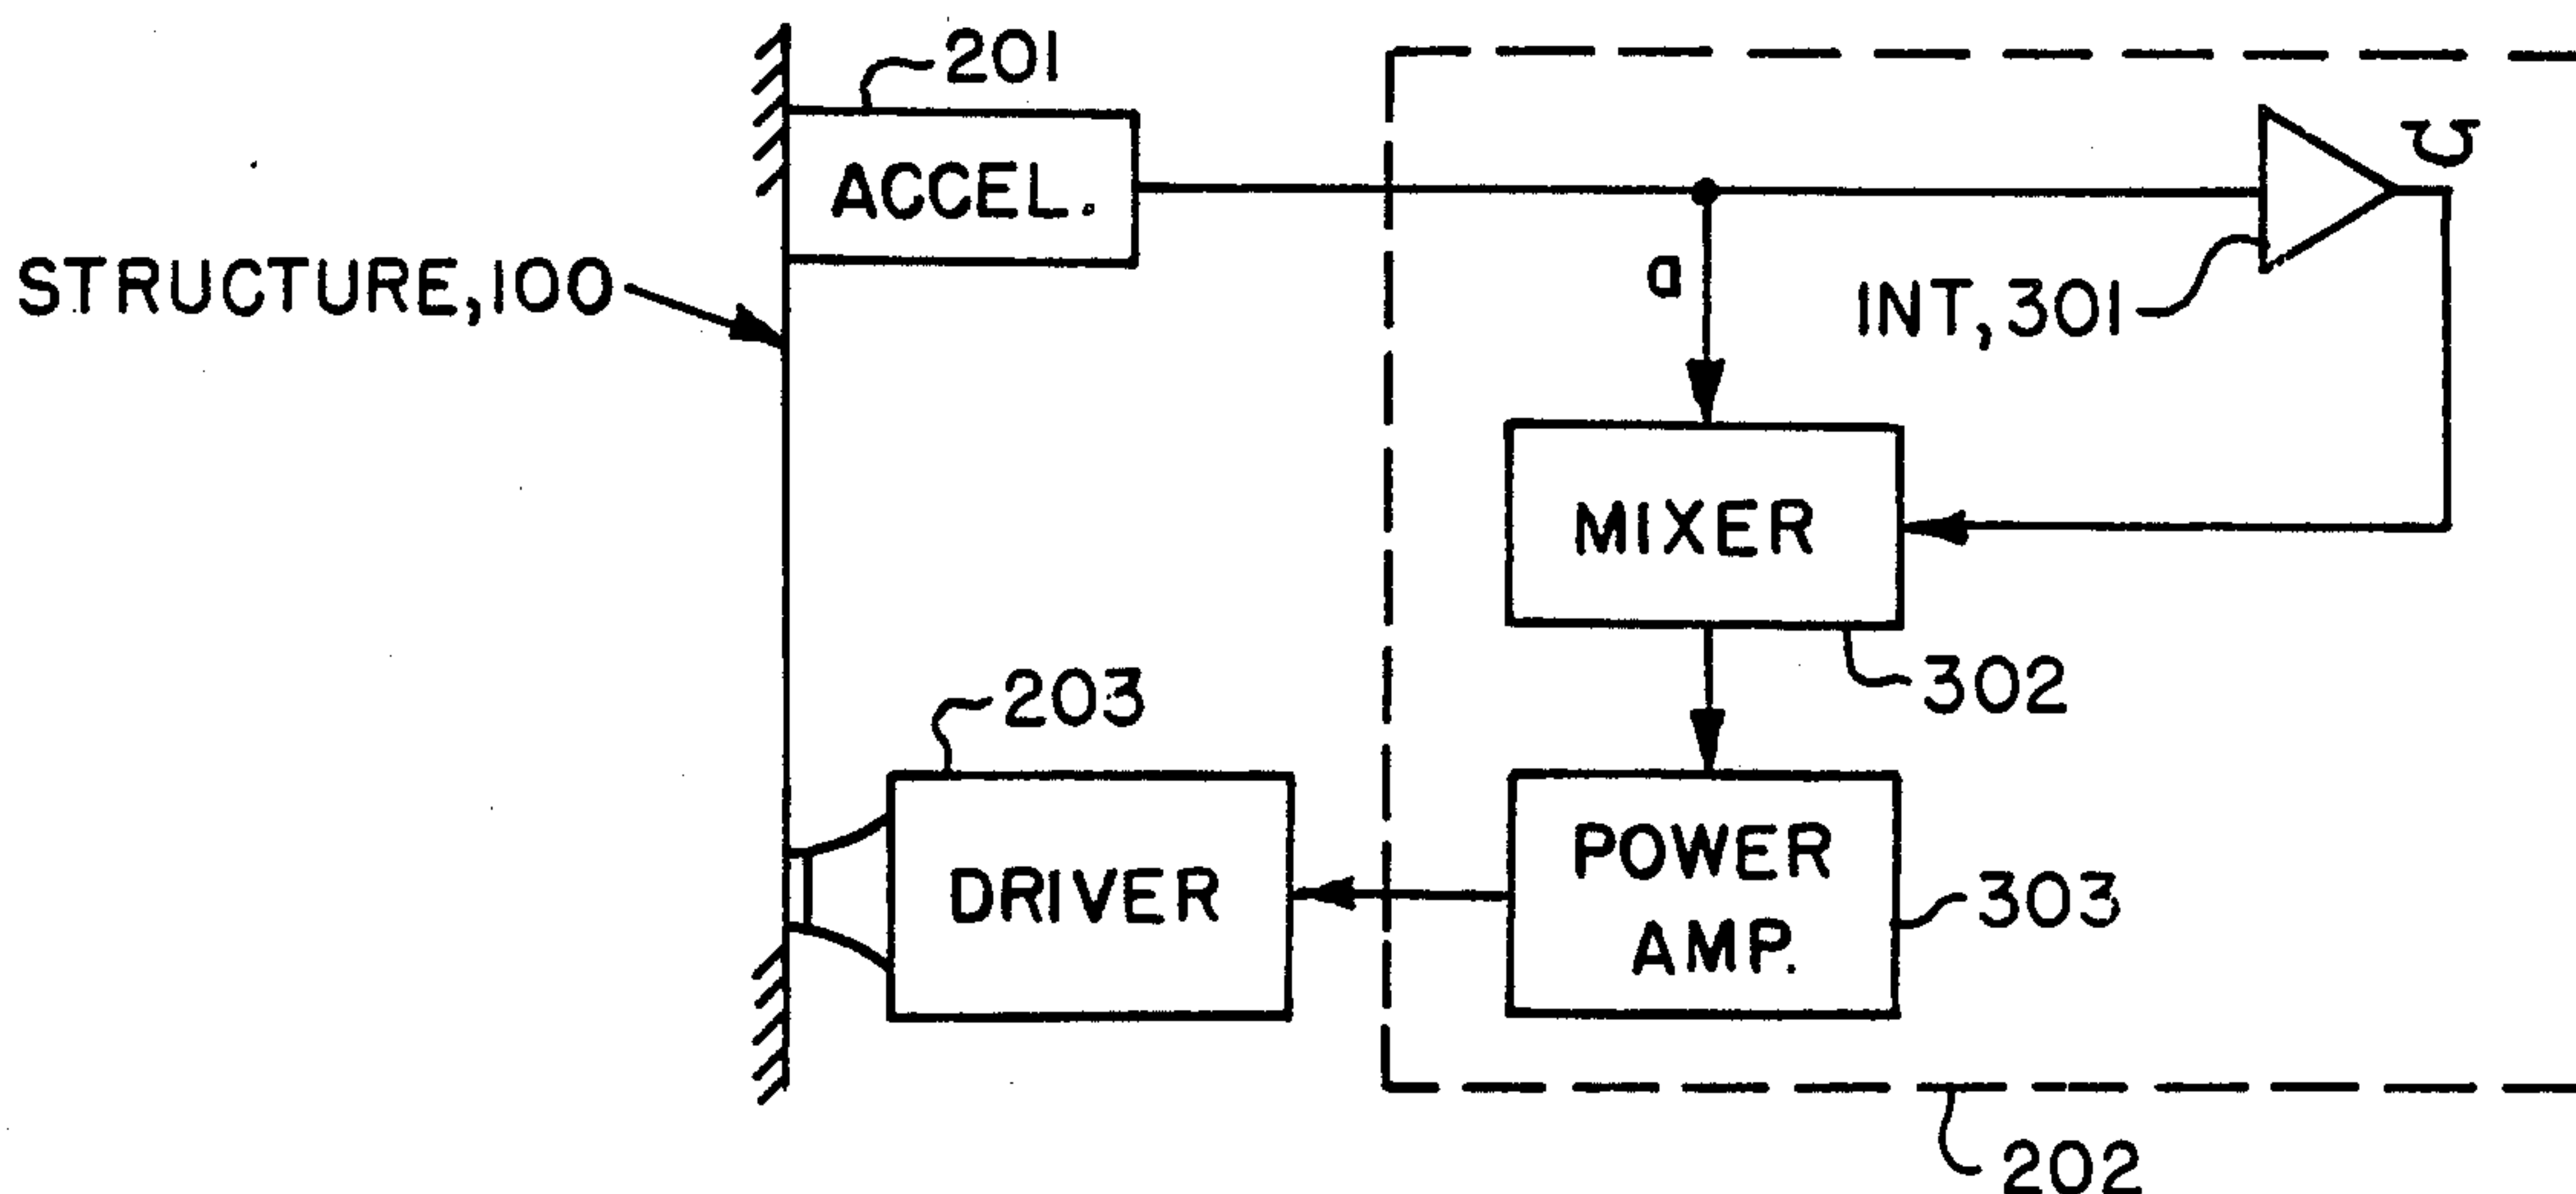 201
ACCEL.
STRUCTURE, 100
a
INT, 301
MIXER
302
203
DRIVER
POWER
AMP.
303
202